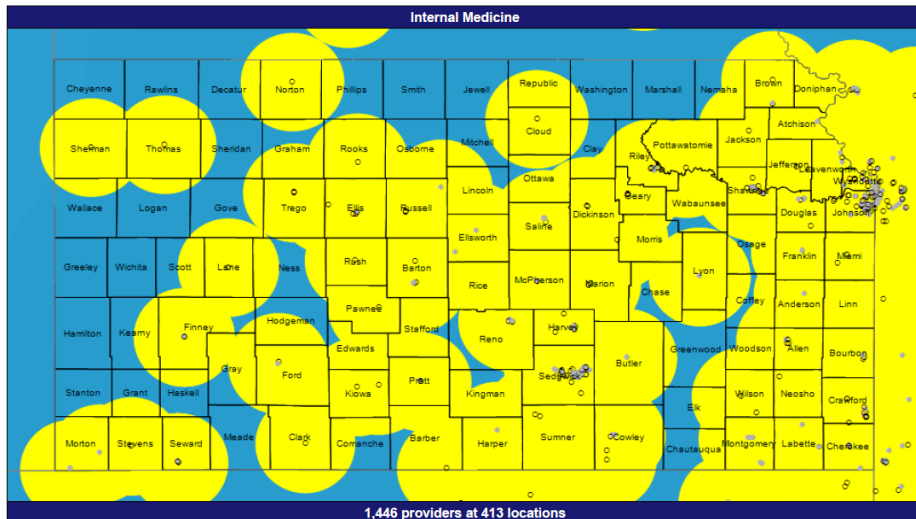 Internal Medicine
Cheyenne Rawlins Decatur Norton Phillips Smith Jewell Republic Washington Marshall Nemaha Brown Doniphan
Atchison
Sherman Thomas Sheridan Graham Rooks Osborne Mitchell Cloud Clay Riley Pottawatomie Jackson
Jefferson Leavenworth
Wyandotte
Ottawa
Lincoln
Wallace Logan Gove Trego Ellis Russell Dickinson Geary Wabaunsee Shawnee Douglas Johnson
Ellsworth Saline Morris Osage Franklin Miami
Greeley Wichita Scott Lane Ness Rush Barton
Rice McPherson Marion Chase Lyon Coffey Anderson Linn
Pawnee
Hamilton Kearny Finney Hodgeman Stafford Reno Harvey
Edwards Butler Greenwood Woodson Allen Bourbon
Gray Ford Kiowa Pratt Kingman Sedgwick
Stanton Grant Haskell Elk Wilson Neosho Crawford
Morton Stevens Seward Meade Clark Comanche Barber Harper Sumner Cowley Chautauqua Montgomery Labette Cherokee
1,446 providers at 413 locations